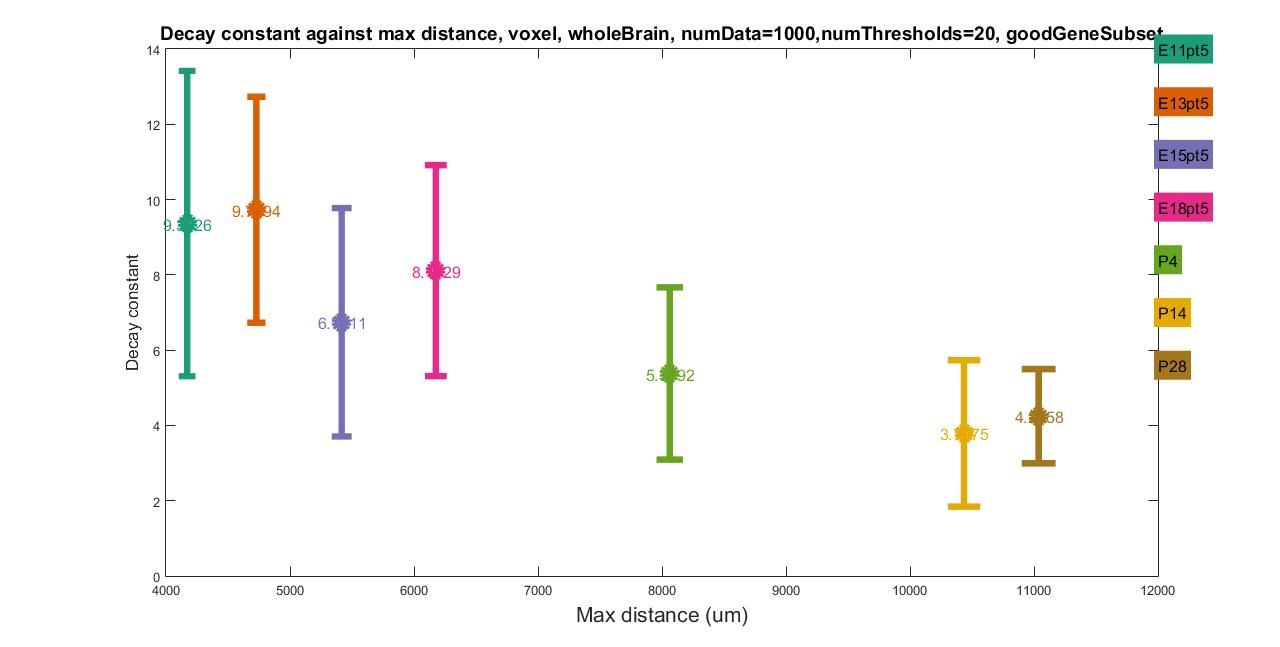 Decay constant against max distance, voxel, wholeBrain, numData=1000,numThresholds=20, goodGeneSubset
E11pt5
E13pt5
E15pt5
E18pt5
P4
P14
P28
Decay constant
14
12
10
8
6
4
2
0
4000 5000 6000 7000 8000 9000 10000 11000 12000
Max distance (um)